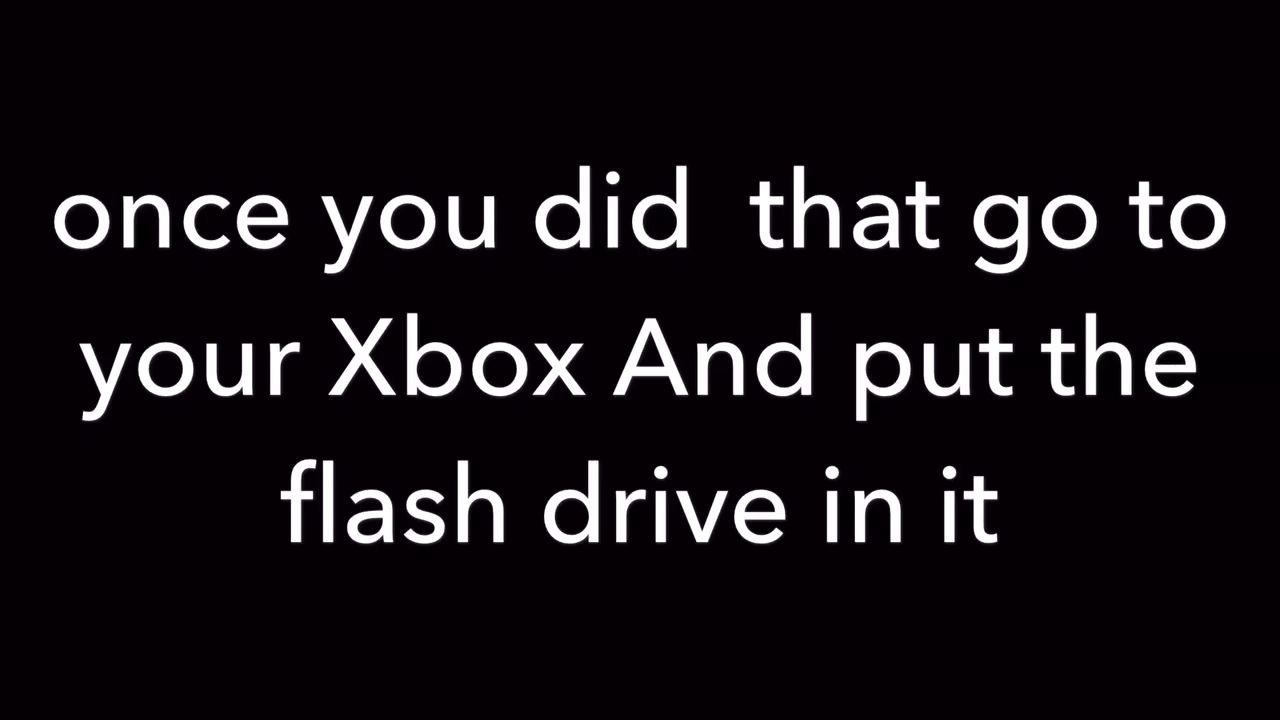 once you did  that go to
your Xbox And put the
flash drive in it